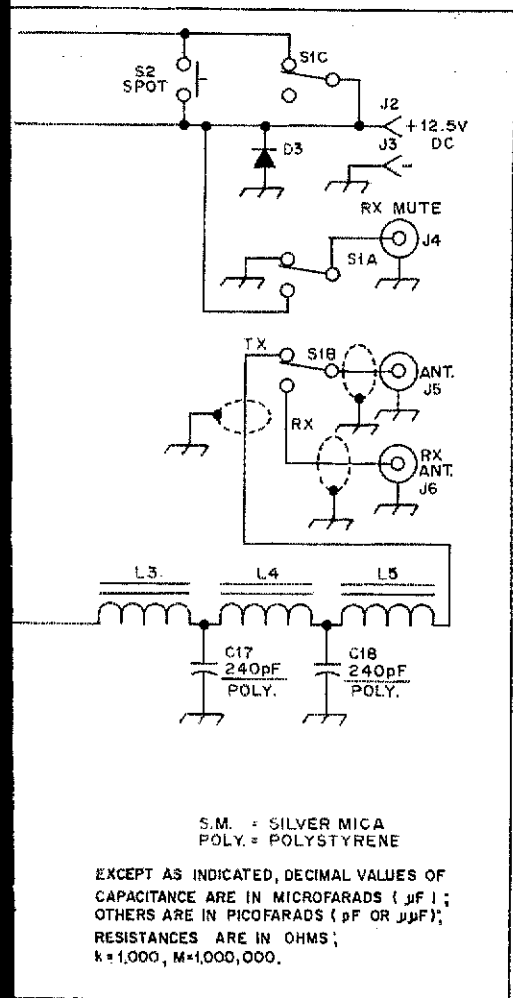 S2
SPOT
S1C
J2
+12.5V
DC
J3
-
D3
RX MUTE
J4
S1A
TX
S1B
ANT.
J5
RX
RX
ANT.
J6
L3.
L4
L5
C17
240pF
POLY.
C18
240pF
POLY.
S.M. = SILVER MICA
POLY. = POLYSTYRENE
EXCEPT AS INDICATED, DECIMAL VALUES OF
CAPACITANCE ARE IN MICROFARADS ( µF ) ;
OTHERS ARE IN PICOFARADS ( pF OR µµF);
RESISTANCES ARE IN OHMS;
k=1,000, M=1,000,000.